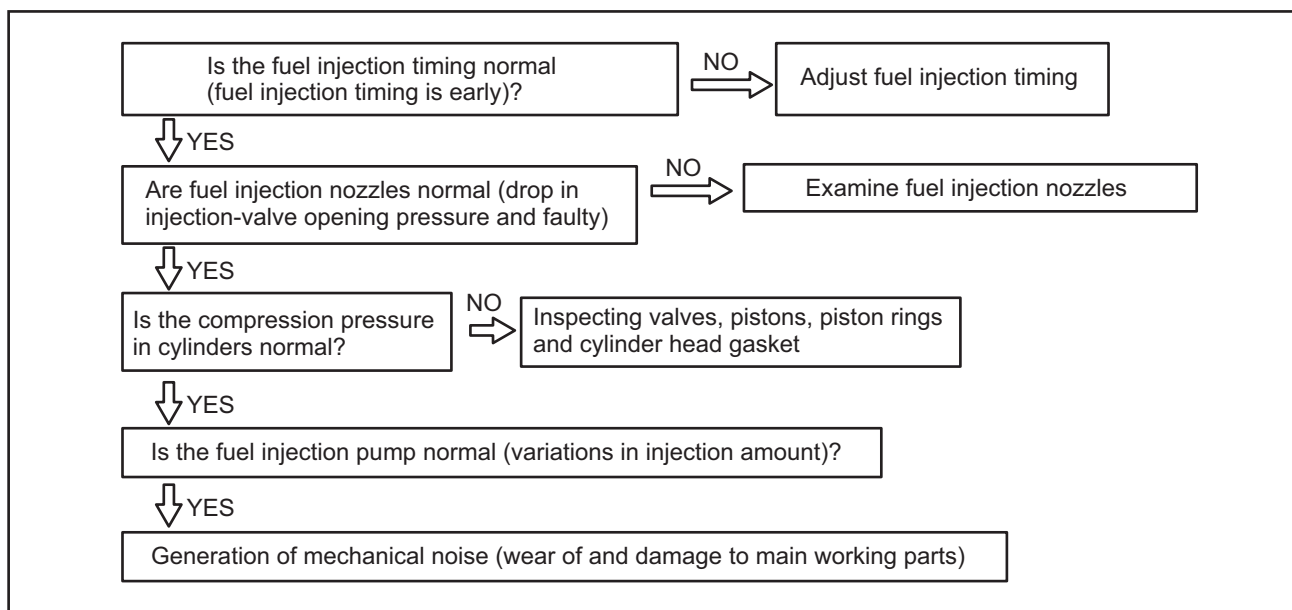 Is the fuel injection timing normal
(fuel injection timing is early)?
NO
Adjust fuel injection timing
YES
Are fuel injection nozzles normal (drop in
injection-valve opening pressure and faulty)
NO
Examine fuel injection nozzles
YES
Is the compression pressure
in cylinders normal?
NO
Inspecting valves, pistons, piston rings
and cylinder head gasket
YES
Is the fuel injection pump normal (variations in injection amount)?
YES
Generation of mechanical noise (wear of and damage to main working parts)